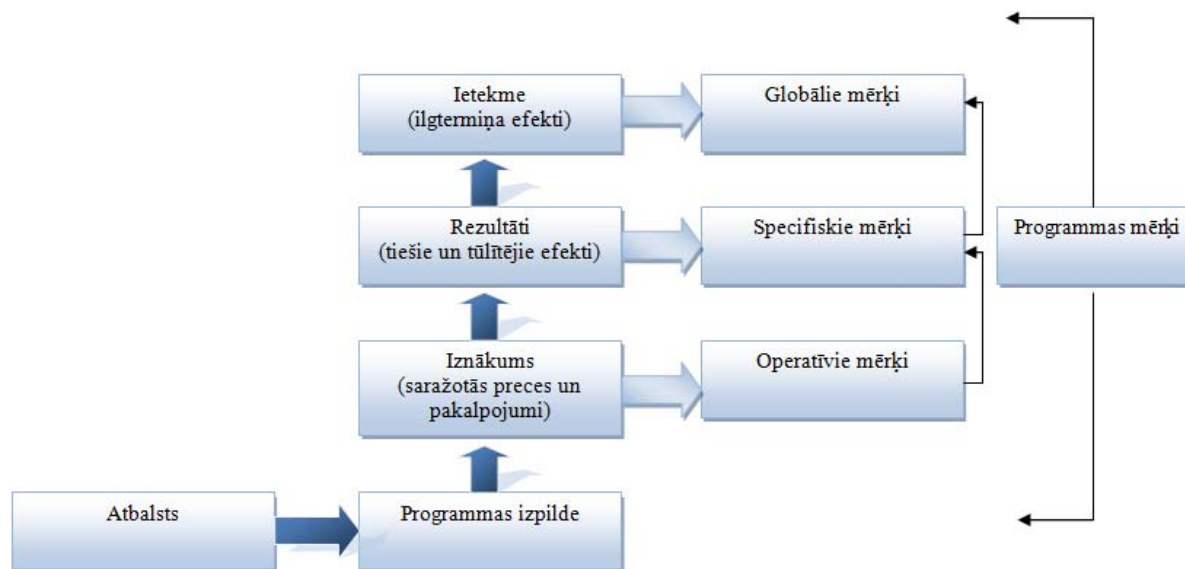 Ietekme
(ilgtermiņa efekti)
Globālie mērķi
Rezultāti
(tiešie un tūlītējie efekti)
Specifiskie mērķi
Programmas mērķi
Iznākums
(saražotās preces un
pakalpojumi)
Operatīvie mērķi
Atbalsts
Programmas izpilde